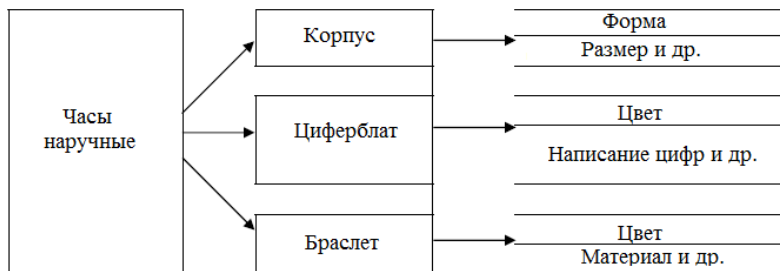 Часы
наручные
Корпус
Форма
Размер и др.
Циферблат
Цвет
Написание цифр и др.
Браслет
Цвет
Материал и др.